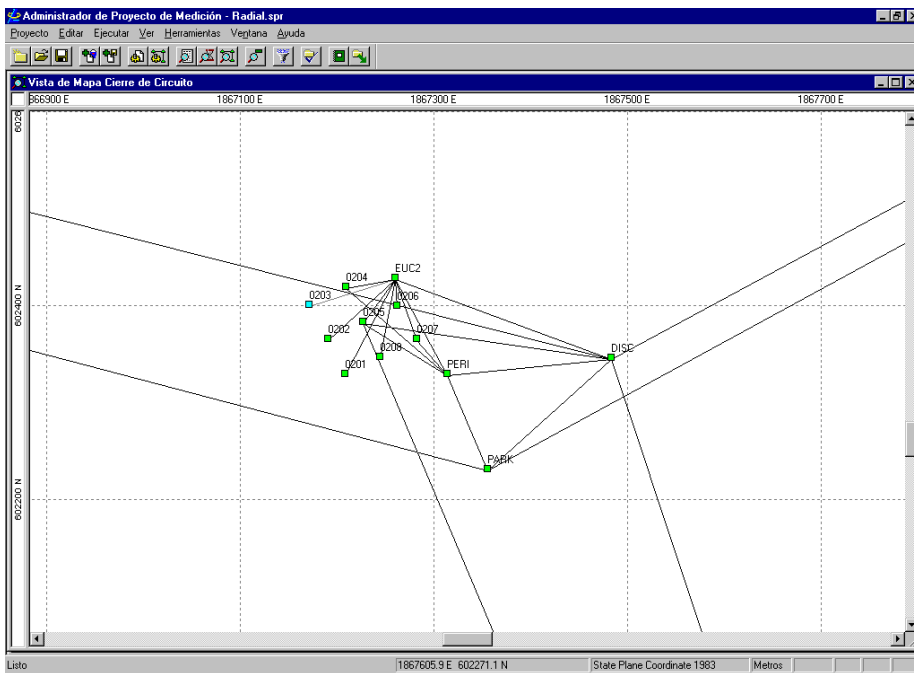 Administrador de Proyecto de Medición - Radial.spr
Proyecto Editar Ejecutar Ver Herramientas Ventana Ayuda
Vista de Mapa Cierre de Circuito
866900 E 1867100 E 1867300 E 1867500 E 1867700 E
6026
EUC2
0204
0203
0206
602400 N
0205
0202
0207
0208
DISC
0201
PERI
PARK
602200 N
Listo 1867605.9 E 602271.1 N State Plane Coordinate 1983 Metros